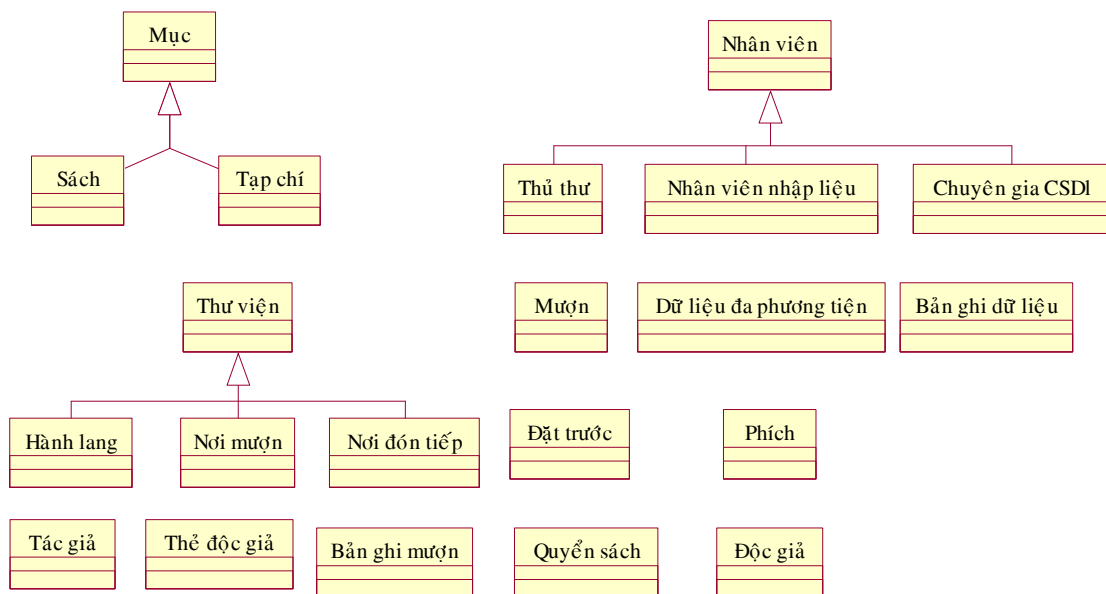 Mục
Nhân viên
Sách
Tạp chí
Thủ thư
Nhân viên nhập liệu
Chuyên gia CSDl
Thư viện
Mượn
Dữ liệu đa phương tiện
Bản ghi dữ liệu
Hành lang
Nơi mượn
Nơi đón tiếp
Đặt trước
Phích
Tác giả
Thẻ độc giả
Bản ghi mượn
Quyển sách
Độc giả